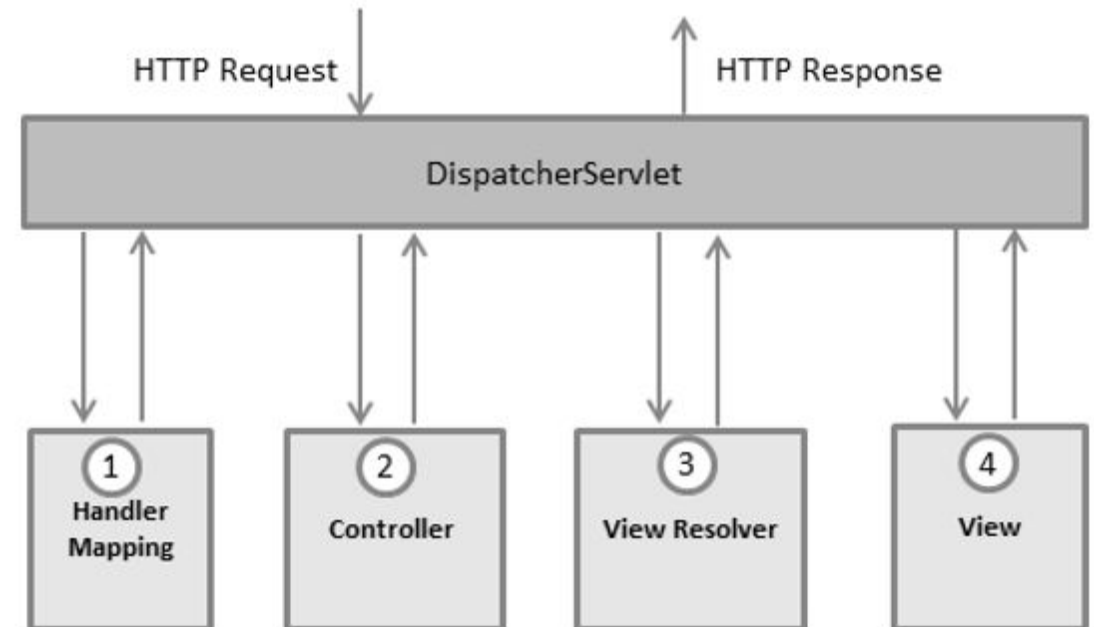 HTTP Request
HTTP Response
DispatcherServlet
1
Handler
Mapping
2
Controller
3
View Resolver
4
View